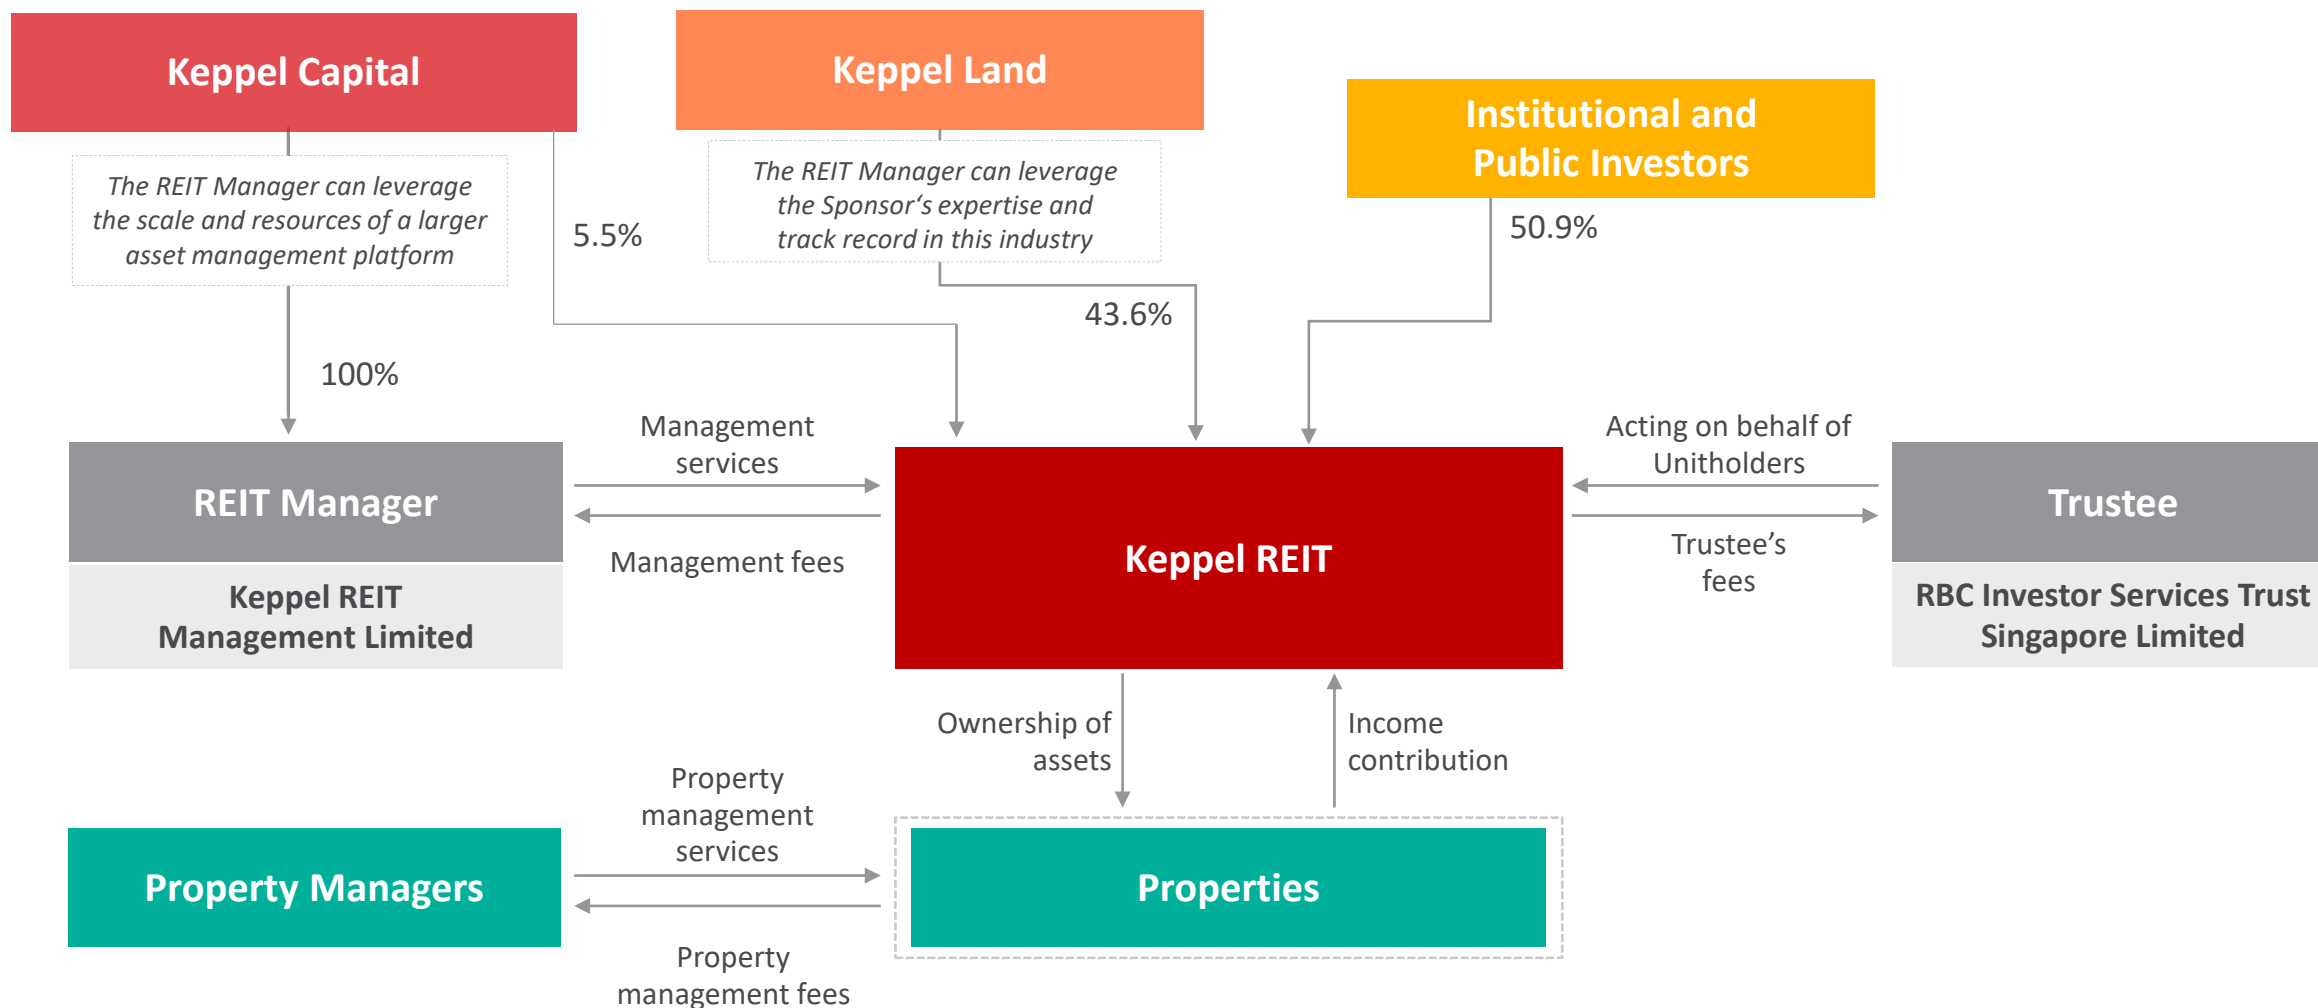 Keppel Capital
Keppel Land
Institutional and
Public Investors
The REIT Manager can leverage
the scale and resources of a larger
asset management platform
5.5%
The REIT Manager can leverage
the Sponsor‘s expertise and
track record in this industry
50.9%
43.6%
100%
Management
services
Acting on behalf of
Unitholders
REIT Manager
Keppel REIT
Management Limited
Management fees
Keppel REIT
Trustee’s
fees
Trustee
RBC Investor Services Trust
Singapore Limited
Ownership of
assets
Income
contribution
Property
management
services
Property Managers
Properties
Property
management fees